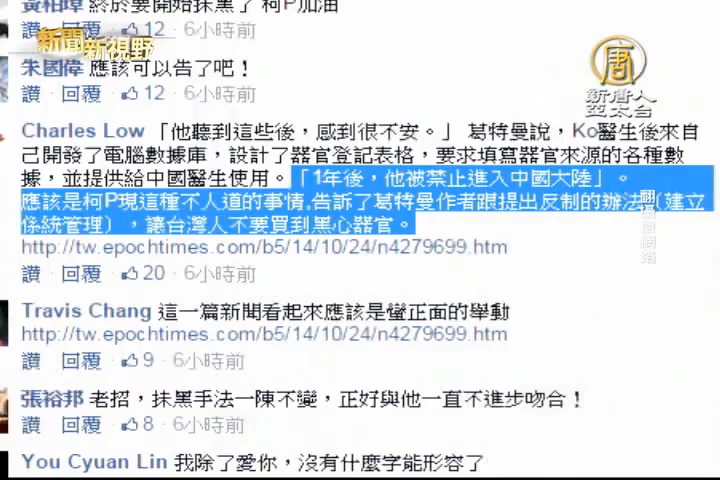 黃柏瑋 終於要開始抹黑了 柯P加油
讚 · 回覆 · 12 · 6小時前
新聞新視野
唐
新唐人
亞太台
朱國偉 應該可以告了吧！
讚 · 回覆 · 12 · 6小時前
Charles Low 「他聽到這些後，感到很不安。」 葛特曼說，Ko醫生後來自
己開發了電腦數據庫，設計了器官登記表格，要求填寫器官來源的各種數
據，並提供給中國醫生使用。「1年後，他被禁止進入中國大陸」。
應該是柯P現這種不人道的事情,告訴了葛特曼作者跟提出反制的辦法（建立
係統管理），讓台灣人不要買到黑心器官。
http://tw.epochtimes.com/b5/14/10/24/n4279699.htm
讚 · 回覆 · 20 · 6小時前
翻攝網路
Travis Chang 這一篇新聞看起來應該是蠻正面的舉動
http://tw.epochtimes.com/b5/14/10/24/n4279699.htm
讚 · 回覆 · 9 · 6小時前
張裕邦 老招，抹黑手法一陳不變，正好與他一直不進步吻合！
讚 · 回覆 · 8 · 6小時前
You Cyuan Lin 我除了愛你，沒有什麼字能形容了